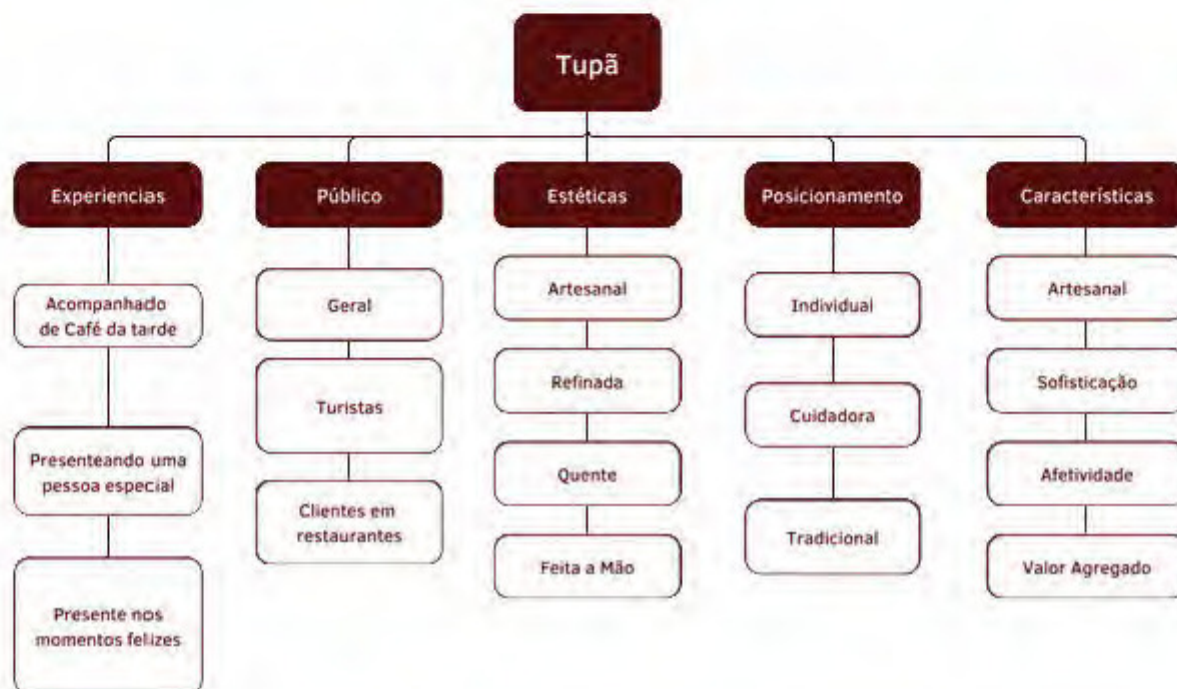 Tupã
Experiencias
Acompanhado
de Café da tarde
Presenteando uma
pessoa especial
Presente nos
momentos felizes
Público
Geral
Turistas
Clientes em
restaurantes
Estéticas
Artesanal
Refinada
Quente
Feita a Mão
Posicionamento
Individual
Cuidadora
Tradicional
Característicás
Artesanal
Sofisticação
Afetividade
Valor Agregado